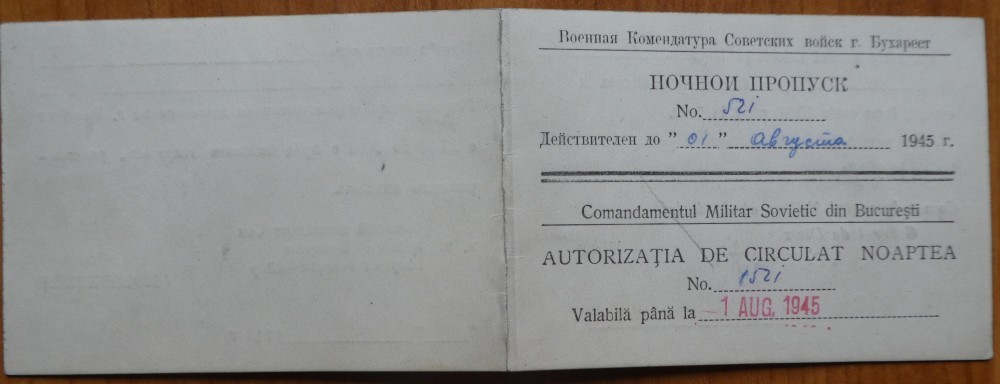 Военная Комендатура Советских войск г. Бухарест
НОЧНОИ ПРОПУСК
No. 521
Действителен до "01" Августа 1945 г.
Comandamentul Militar Sovietic din București
AUTORIZAȚIA DE CIRCULAT NOAPTEA
No. 1521
Valabilă până la 1 AUG. 1945